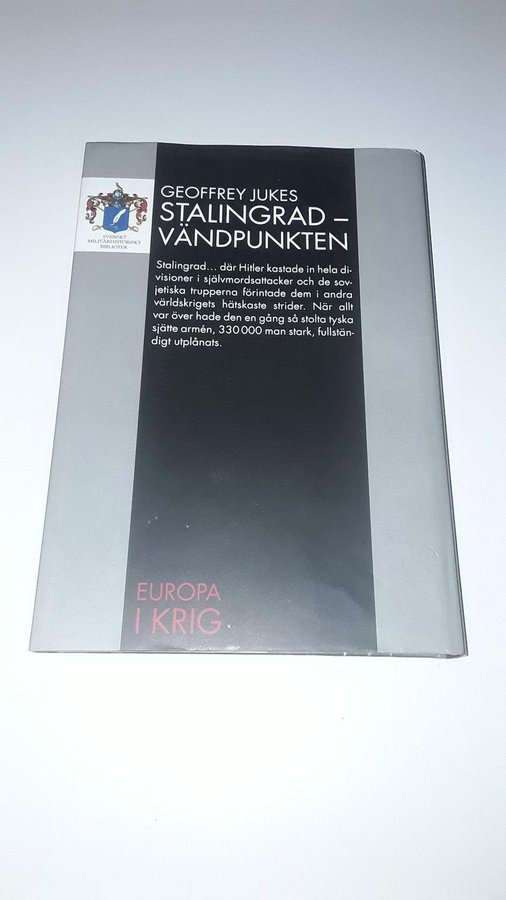 GEOFFREY JUKES
STALINGRAD –
VÄNDPUNKTEN
SVENSKT
MILITÄRHISTORISKT
BIBLIOTEK
Stalingrad... där Hitler kastade in hela di-
visioner i självmordsattacker och de sov-
jetiska trupperna förintade dem i andra
världskrigets hätskaste strider. När allt
var över hade den en gång så stolta tyska
sjätte armén, 330 000 man stark, fullstän-
digt utplånats.
EUROPA
I KRIG